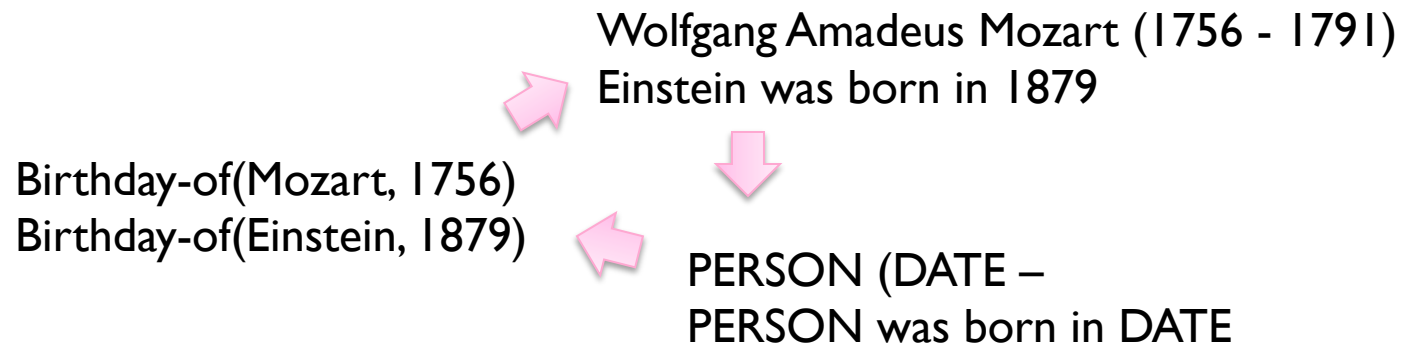 Wolfgang Amadeus Mozart (1756 - 1791)
Einstein was born in 1879
Birthday-of(Mozart, 1756)
Birthday-of(Einstein, 1879)
PERSON (DATE –
PERSON was born in DATE